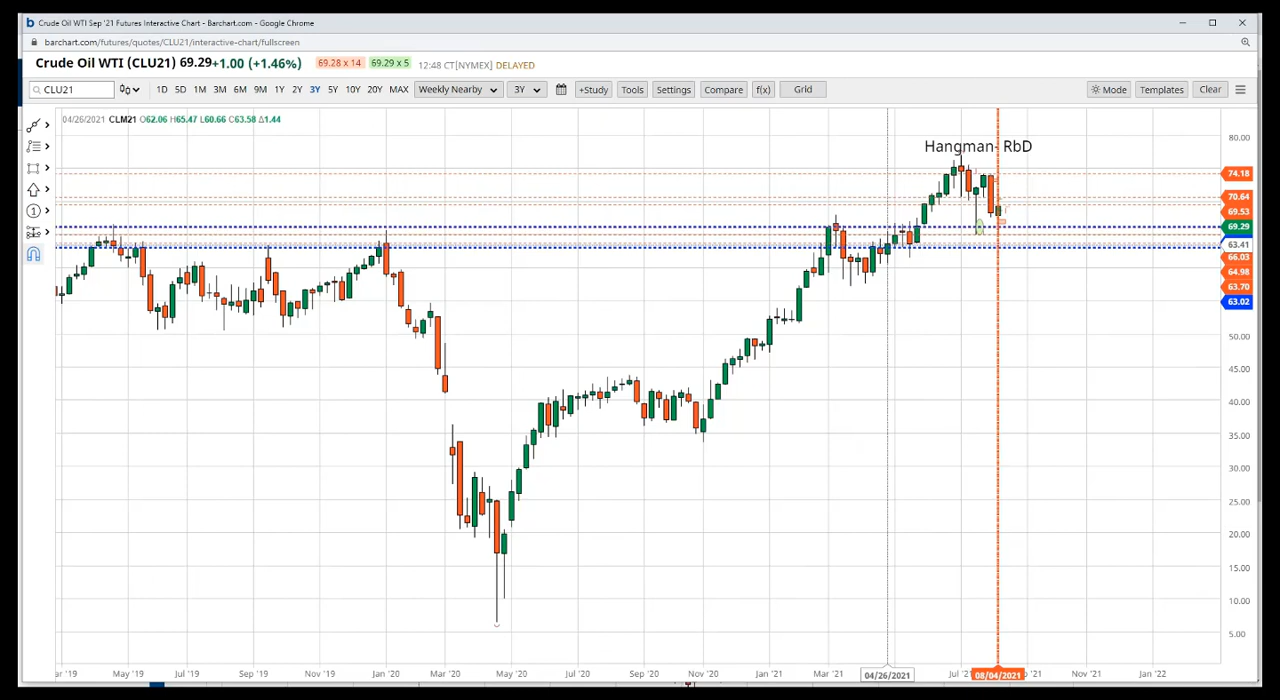 Crude Oil WTI Sep '21 Futures Interactive Chart - Barchart.com - Google Chrome
barchart.com/futures/quotes/CLU21/interactive-chart/fullscreen
Crude Oil WTI (CLU21) 69.29+1.00 (+1.46%) 69.28 x 14 69.29 x 5 12:48 CT[NYMEX] DELAYED
CLU21 1D 5D 1M 3M 6M 9M 1Y 2Y 3Y 5Y 10Y 20Y MAX Weekly Nearby 3Y +Study Tools Settings Compare f(x) Grid Mode Templates Clear
04/26/2021 CLM21 O62.06 H65.47 L60.66 C63.58 Δ1.44
Hangman- RbD
80.00
74.18
70.64
69.53
69.29
63.41
66.03
64.98
63.70
63.02
50.00
45.00
40.00
35.00
30.00
25.00
20.00
15.00
10.00
5.00
May '19 Jul '19 Sep '19 Nov '19 Jan '20 Mar '20 May '20 Jul '20 Sep '20 Nov '20 Jan '21 Mar '21 04/26/2021 08/04/2021 Nov '21 Jan '22